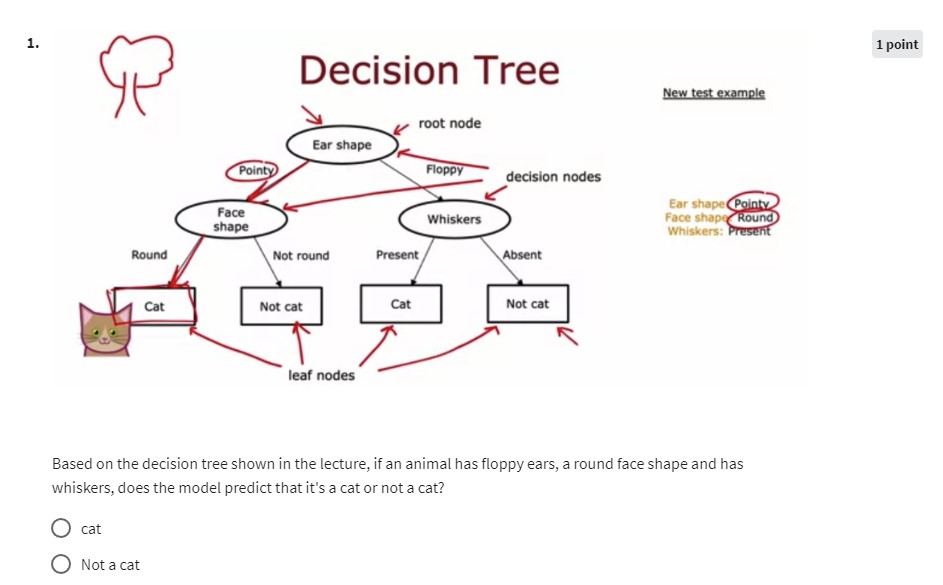 1.
1 point
Decision Tree
New test example
root node
Ear shape
Pointy
Floppy
decision nodes
Ear shape: Pointy
Face shape: Round
Whiskers: Present
Face
shape
Whiskers
Round
Not round
Present
Absent
Cat
Not cat
Cat
Not cat
leaf nodes
Based on the decision tree shown in the lecture, if an animal has floppy ears, a round face shape and has
whiskers, does the model predict that it's a cat or not a cat?
cat
Not a cat